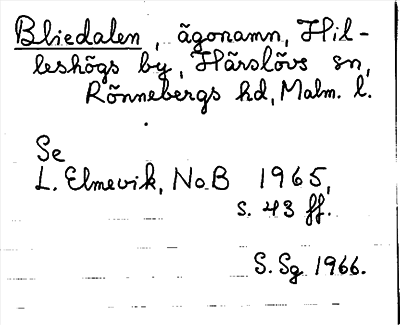 Bliedalen, ägonamn, Hil-
leshögs by, Härslövs sn,
Rönnebergs hd, Malm. l.
Se
L. Elmevik, NoB 1965,
s. 43 ff.
S. Sg 1966.